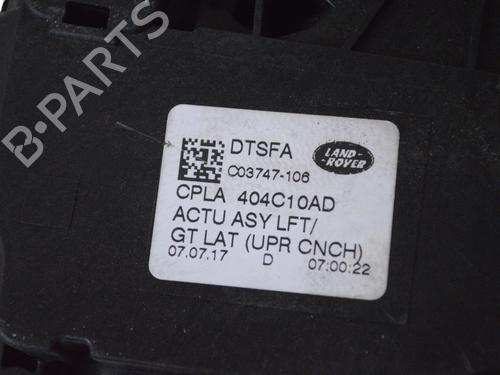 B-PARTS
DTSFA
LAND-
ROVER
C03747-106
CPLA 404C10AD
ACTU ASY LFT/
GT LAT (UPR CNCH)
07.07.17 D 07:00:22